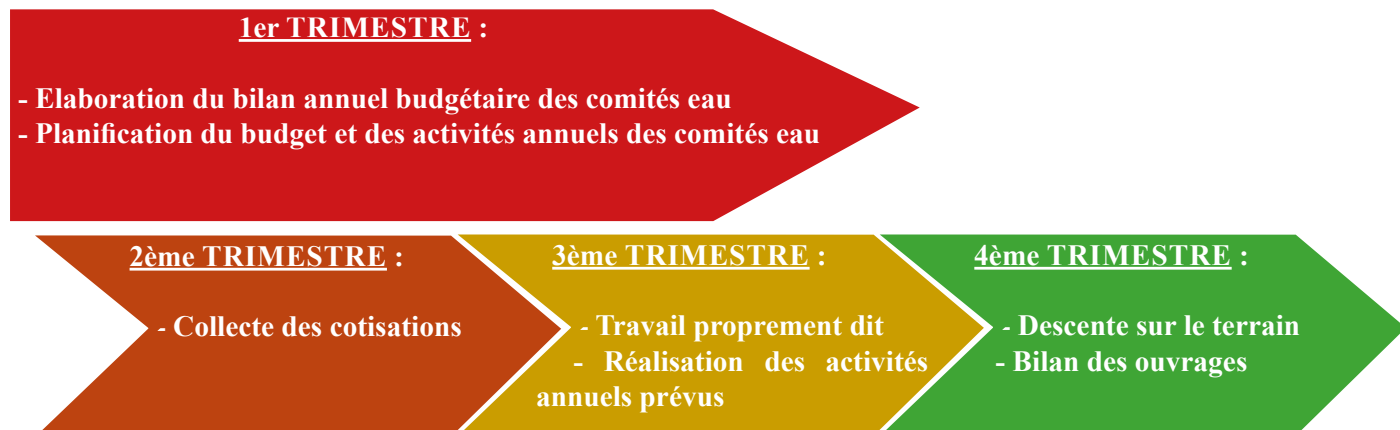 1er TRIMESTRE :
- Elaboration du bilan annuel budgétaire des comités eau
- Planification du budget et des activités annuels des comités eau
2ème TRIMESTRE :
- Collecte des cotisations
3ème TRIMESTRE :
- Travail proprement dit
- Réalisation des activités
annuels prévus
4ème TRIMESTRE :
- Descente sur le terrain
- Bilan des ouvrages